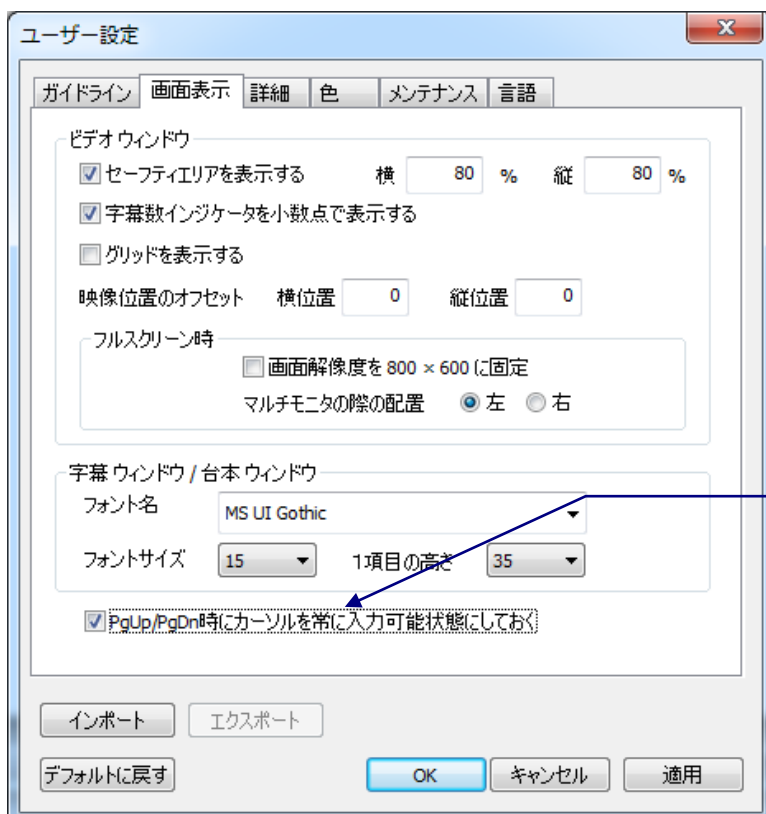 ユーザー設定
ガイドライン 画面表示 詳細 色 メンテナンス 言語
ビデオ ウィンドウ
セーフティエリアを表示する 横 80 % 縦 80 %
字幕数インジケータを小数点で表示する
グリッドを表示する
映像位置のオフセット 横位置 0 縦位置 0
フルスクリーン時
画面解像度を 800 × 600 に固定
マルチモニタの際の配置 左 右
字幕 ウィンドウ / 台本 ウィンドウ
フォント名 MS UI Gothic
フォントサイズ 15 1項目の高さ 35
PgUp/PgDn時にカーソルを常に入力可能状態にしておく
インポート エクスポート
デフォルトに戻す OK キャンセル 適用